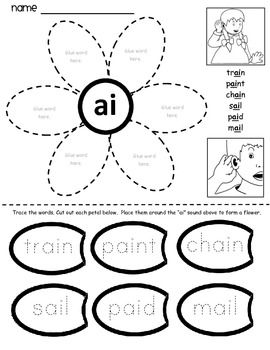 name
glue word here.
glue word here.
glue word here.
glue word here.
glue word here.
glue word here.
ai
train
paint
chain
sail
paid
mail
Trace the words. Cut out each petal below. Place them around the "ai" sound above to form a flower.
train paint chain
sail paid mail